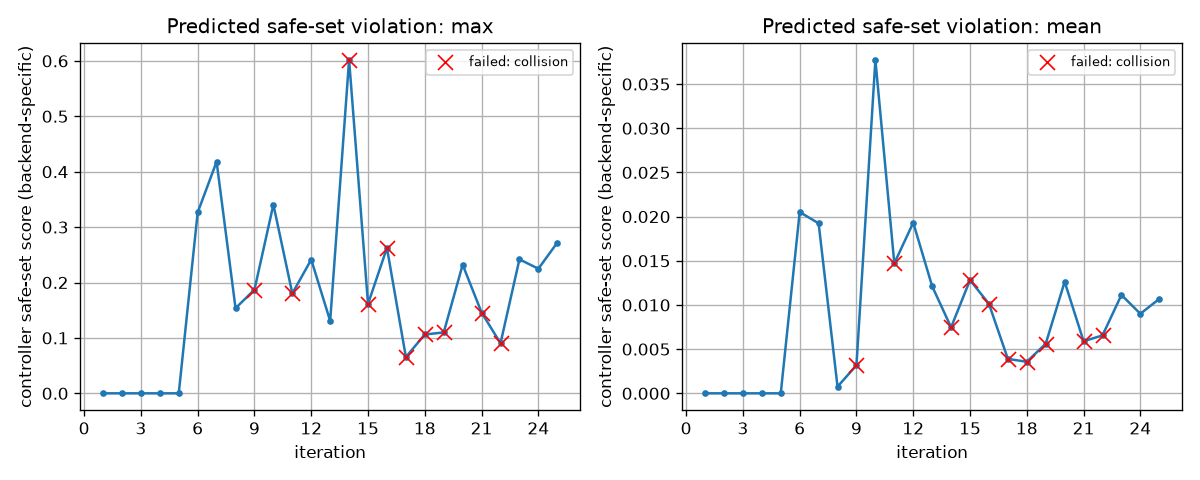 Predicted safe-set violation: max
controller safe-set score (backend-specific)
failed: collision
0.6
0.5
0.4
0.3
0.2
0.1
0.0
0 3 6 9 12 15 18 21 24
iteration
Predicted safe-set violation: mean
controller safe-set score (backend-specific)
failed: collision
0.035
0.030
0.025
0.020
0.015
0.010
0.005
0.000
0 3 6 9 12 15 18 21 24
iteration